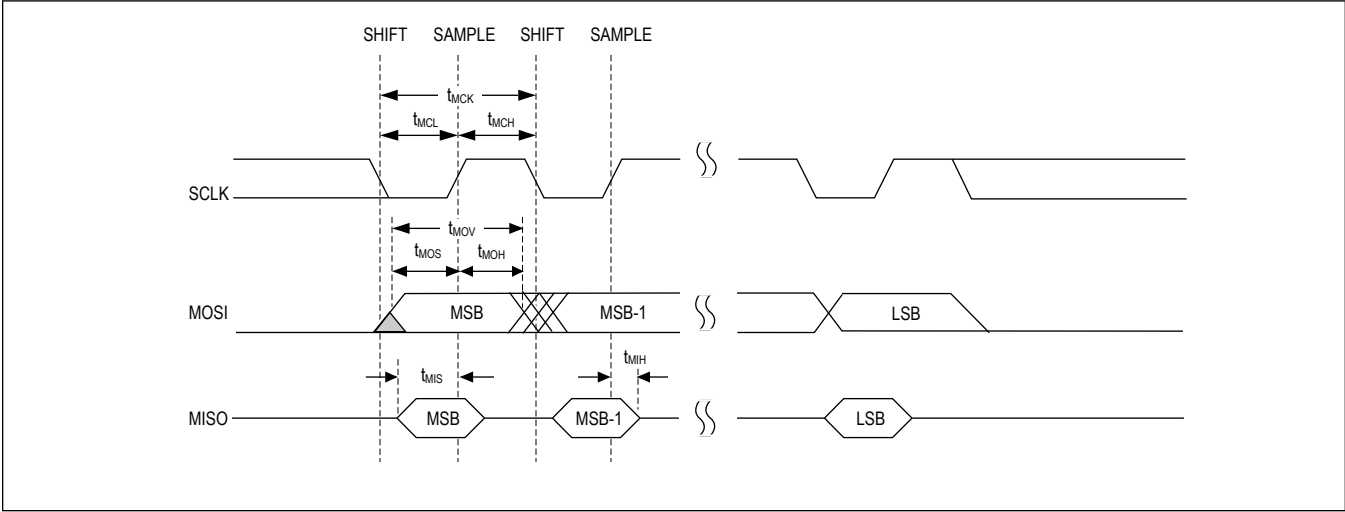 SHIFT SAMPLE SHIFT SAMPLE
tMCK
tMCL tMCH
SCLK
tMOV
tMOS tMOH
MOSI MSB MSB-1 LSB
tMIH
tMIS
MISO MSB MSB-1 LSB